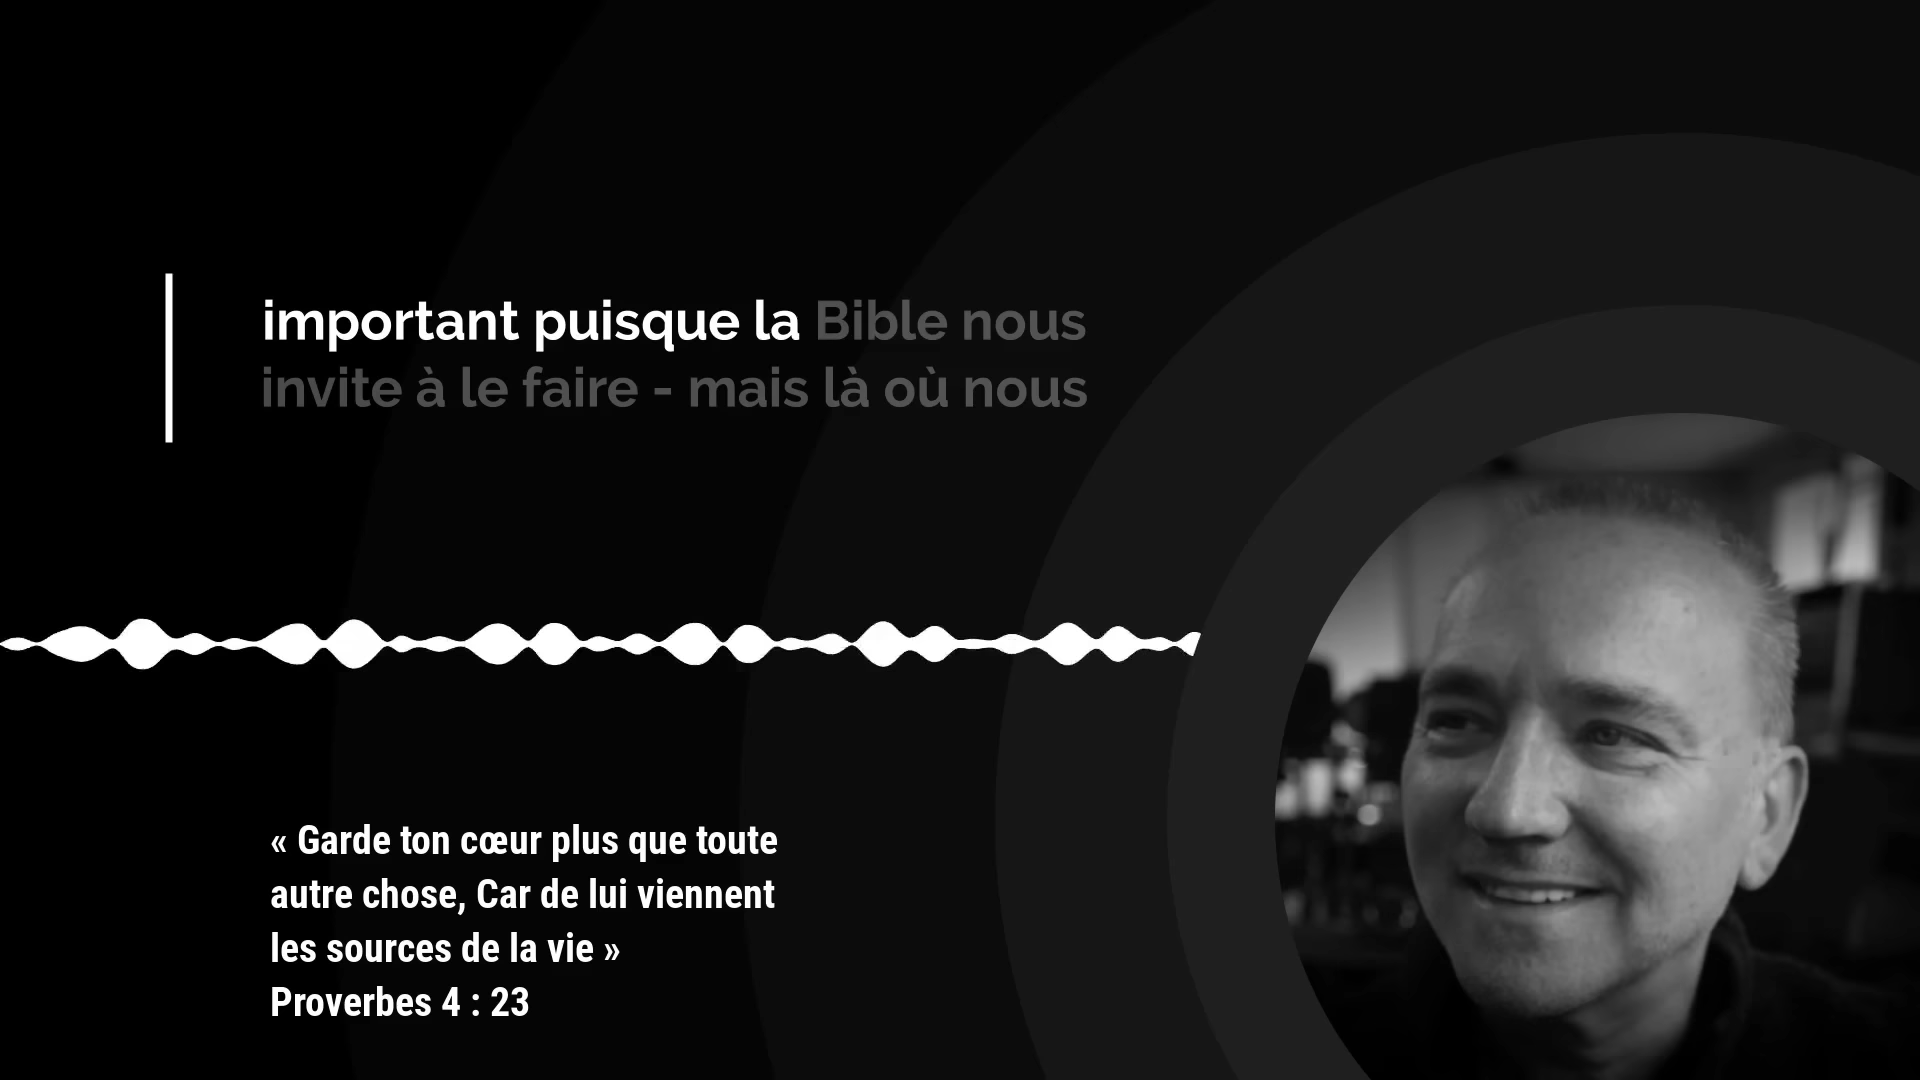 important puisque la Bible nous
invite à le faire - mais là où nous
« Garde ton cœur plus que toute
autre chose, Car de lui viennent
les sources de la vie »
Proverbes 4 : 23